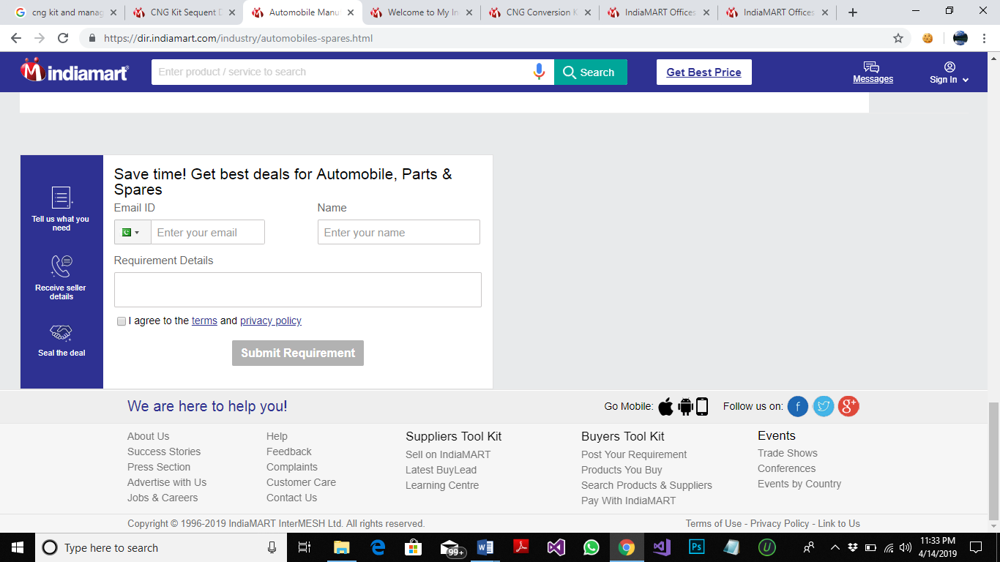 cng kit and manag
CNG Kit Sequent D
Automobile Manu
Welcome to My In
CNG Conversion K
IndiaMART Offices
IndiaMART Offices
https://dir.indiamart.com/industry/automobiles-spares.html
indiamart
Enter product / service to search
Search
Get Best Price
Messages
Sign In
Tell us what you
need
Receive seller
details
Seal the deal
Save time! Get best deals for Automobile, Parts &
Spares
Email ID
Name
Enter your email
Enter your name
Requirement Details
I agree to the terms and privacy policy
Submit Requirement
We are here to help you!
Go Mobile:
Follow us on:
f
g+
About Us
Success Stories
Press Section
Advertise with Us
Jobs & Careers
Help
Feedback
Complaints
Customer Care
Contact Us
Suppliers Tool Kit
Sell on IndiaMART
Latest BuyLead
Learning Centre
Buyers Tool Kit
Post Your Requirement
Products You Buy
Search Products & Suppliers
Pay With IndiaMART
Events
Trade Shows
Conferences
Events by Country
Copyright © 1996-2019 IndiaMART InterMESH Ltd. All rights reserved.
Terms of Use - Privacy Policy - Link to Us
Type here to search
99+
Ps
U
11:33 PM
4/14/2019